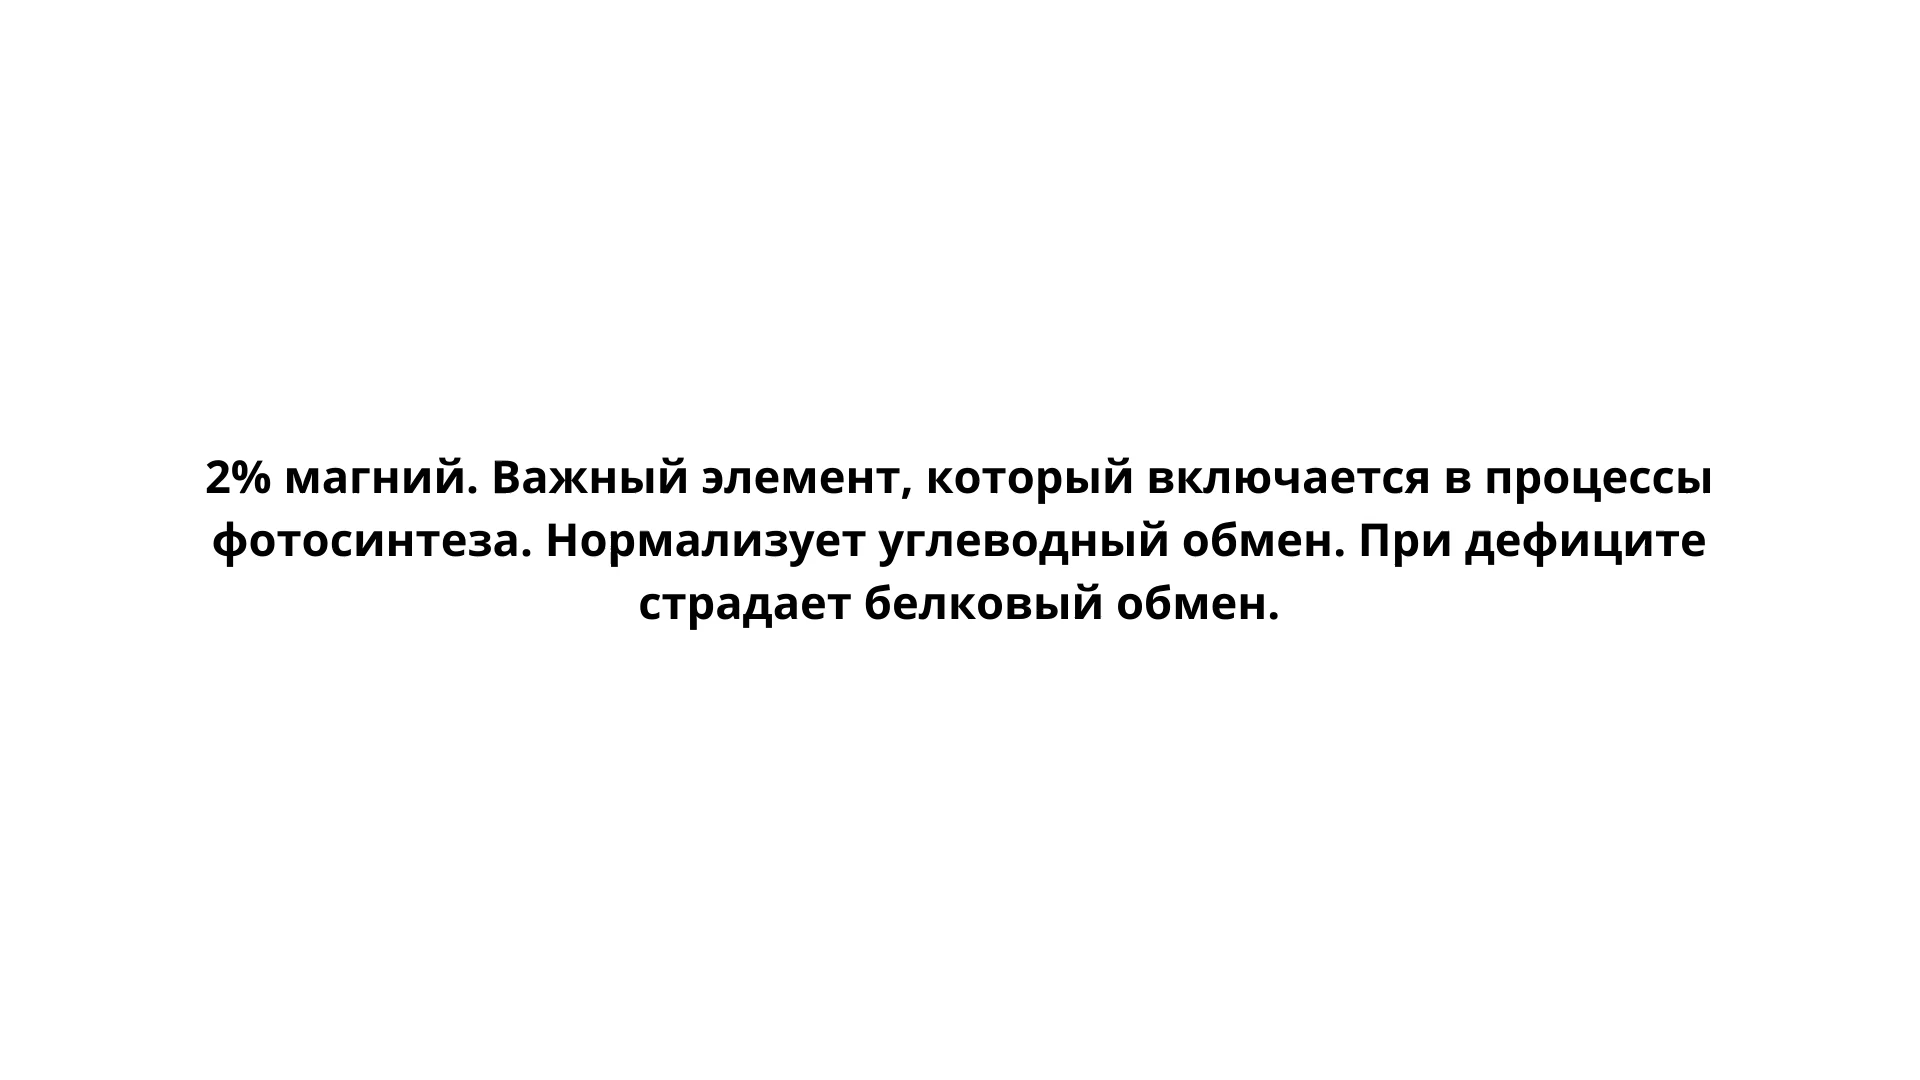 2% магний. Важный элемент, который включается в процессы
фотосинтеза. Нормализует углеводный обмен. При дефиците
страдает белковый обмен.